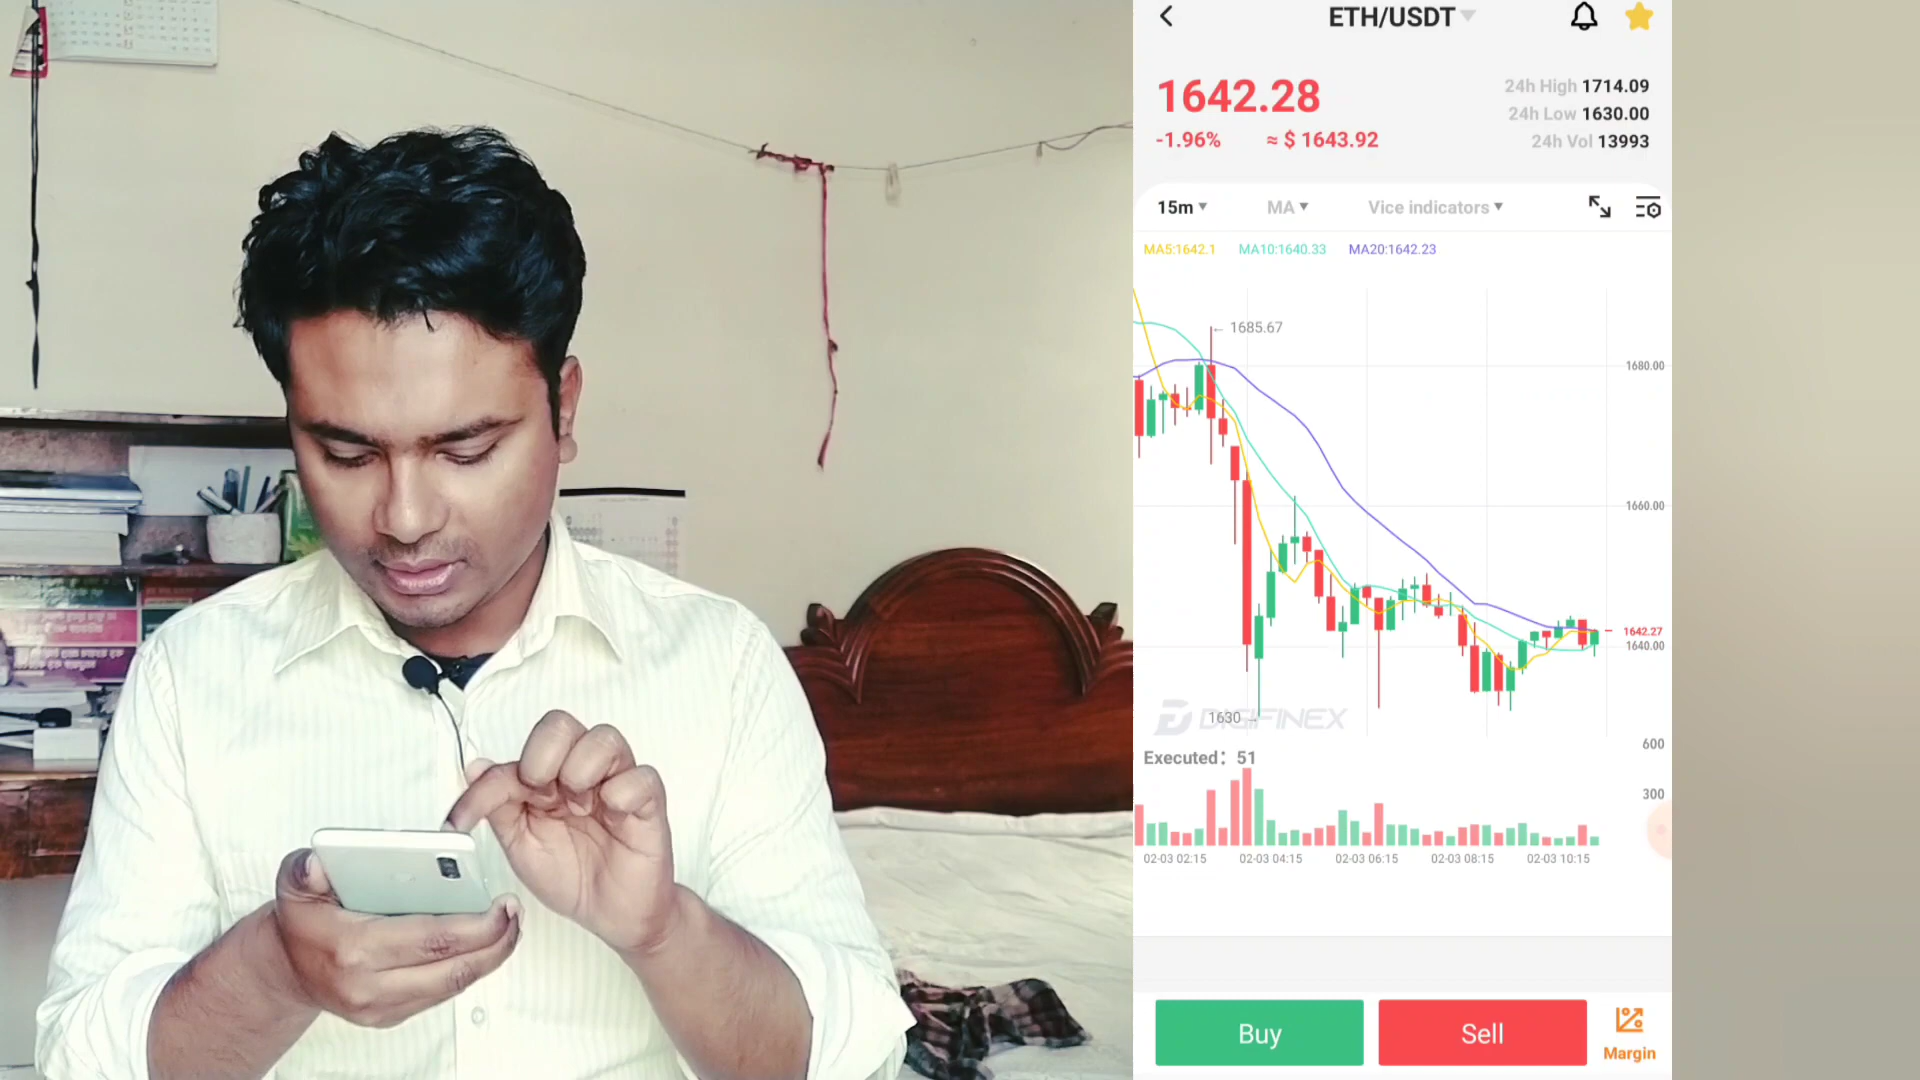 ETH/USDT
1642.28
-1.96% ≈ $ 1643.92
24h High 1714.09
24h Low 1630.00
24h Vol 13993
15m MA Vice indicators
MA5:1642.1 MA10:1640.33 MA20:1642.23
1685.67
1680.00
1660.00
1642.27
1640.00
1630
DIGIFINEX
600
Executed: 51
300
02-03 02:15 02-03 04:15 02-03 06:15 02-03 08:15 02-03 10:15
Buy Sell Margin